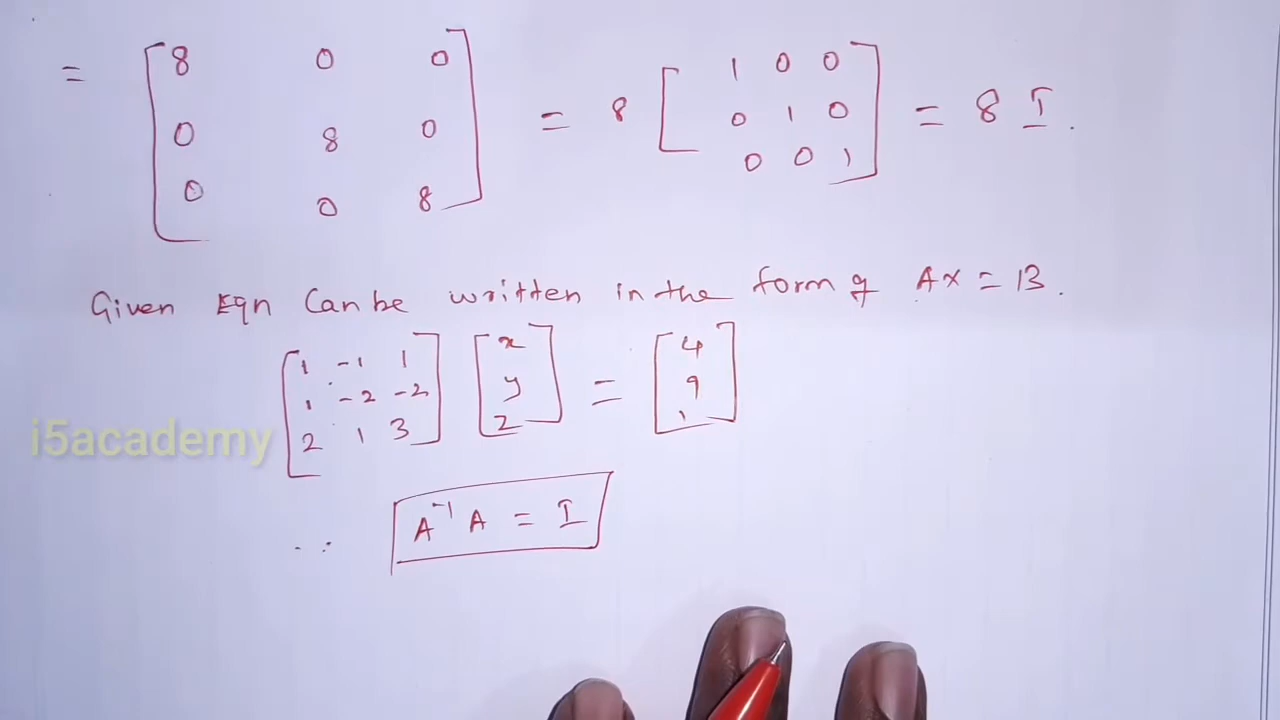 = [8 0 0 = 8 [1 0 0 = 8 I.
0 8 0 0 1 0
0 0 8] 0 0 1]
Given Eqn Can be written in the form of AX = B.
[1 -1 1 [x = [4
1 -2 -2 y 9
2 1 3] z] 1]
i5academy
∴ A⁻¹ A = I